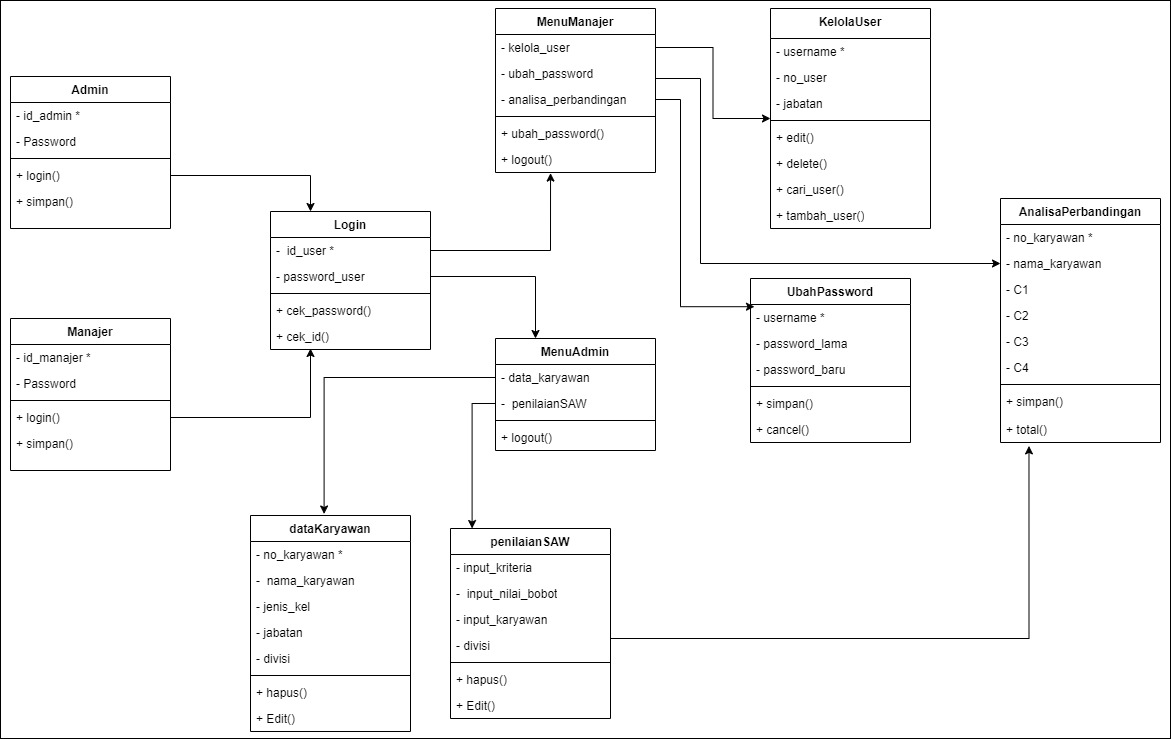 Admin
- id_admin *
- Password
+ login()
+ simpan()
Manajer
- id_manajer *
- Password
+ login()
+ simpan()
Login
- id_user *
- password_user
+ cek_password()
+ cek_id()
MenuManajer
- kelola_user
- ubah_password
- analisa_perbandingan
+ ubah_password()
+ logout()
MenuAdmin
- data_karyawan
- penilaianSAW
+ logout()
dataKaryawan
- no_karyawan *
- nama_karyawan
- jenis_kel
- jabatan
- divisi
+ hapus()
+ Edit()
penilaianSAW
- input_kriteria
- input_nilai_bobot
- input_karyawan
- divisi
+ hapus()
+ Edit()
KelolaUser
- username *
- no_user
- jabatan
+ edit()
+ delete()
+ cari_user()
+ tambah_user()
UbahPassword
- username *
- password_lama
- password_baru
+ simpan()
+ cancel()
AnalisaPerbandingan
- no_karyawan *
- nama_karyawan
- C1
- C2
- C3
- C4
+ simpan()
+ total()